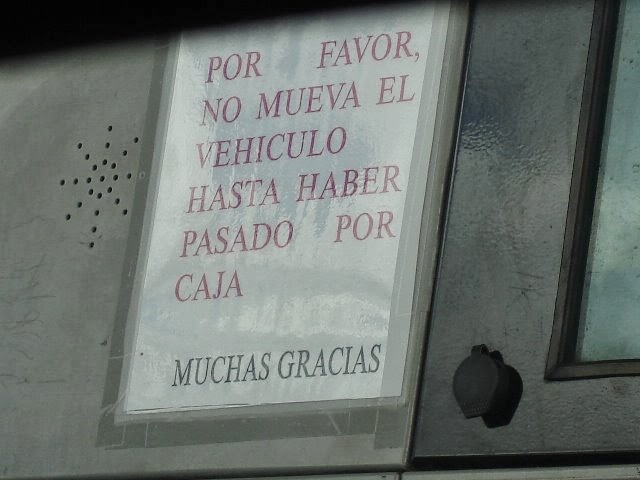 POR FAVOR,
NO MUEVA EL
VEHICULO
HASTA HABER
PASADO POR
CAJA
MUCHAS GRACIAS